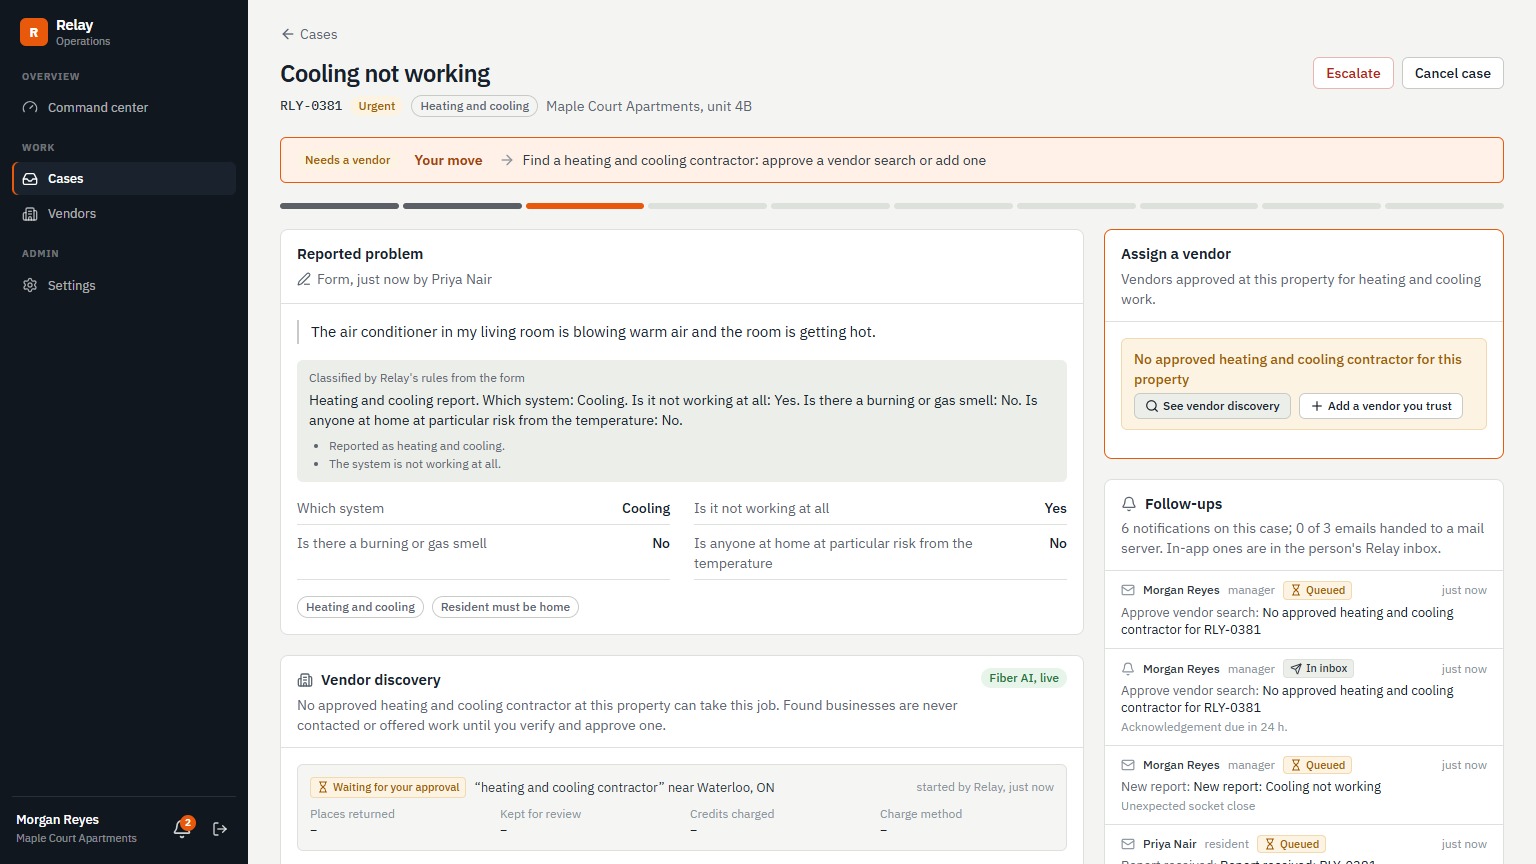 R
Relay
Operations
OVERVIEW
Command center
WORK
Cases
Vendors
ADMIN
Settings
Morgan Reyes
Maple Court Apartments
2
Cases
Cooling not working
Escalate
Cancel case
RLY-0381 Urgent Heating and cooling Maple Court Apartments, unit 4B
Needs a vendor Your move → Find a heating and cooling contractor: approve a vendor search or add one
Reported problem
Form, just now by Priya Nair
The air conditioner in my living room is blowing warm air and the room is getting hot.
Classified by Relay's rules from the form
Heating and cooling report. Which system: Cooling. Is it not working at all: Yes. Is there a burning or gas smell: No. Is
anyone at home at particular risk from the temperature: No.
• Reported as heating and cooling.
• The system is not working at all.
Which system Cooling
Is it not working at all Yes
Is there a burning or gas smell No
Is anyone at home at particular risk from the No
temperature
Heating and cooling Resident must be home
Vendor discovery Fiber AI, live
No approved heating and cooling contractor at this property can take this job. Found businesses are never
contacted or offered work until you verify and approve one.
Waiting for your approval “heating and cooling contractor” near Waterloo, ON started by Relay, just now
Places returned Kept for review Credits charged Charge method
– – – –
Assign a vendor
Vendors approved at this property for heating and cooling
work.
No approved heating and cooling contractor for this
property
See vendor discovery + Add a vendor you trust
Follow-ups
6 notifications on this case; 0 of 3 emails handed to a mail
server. In-app ones are in the person's Relay inbox.
Morgan Reyes manager Queued just now
Approve vendor search: No approved heating and cooling
contractor for RLY-0381
Morgan Reyes manager In inbox just now
Approve vendor search: No approved heating and cooling
contractor for RLY-0381
Acknowledgement due in 24 h.
Morgan Reyes manager Queued just now
New report: New report: Cooling not working
Unexpected socket close
Priya Nair resident Queued just now
Report received: Report received: RLY-0381